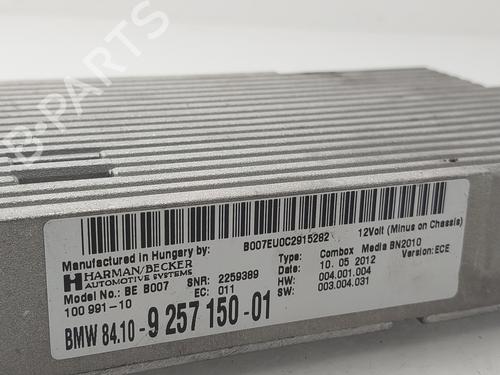 B-PARTS
Manufactured in Hungary by:
B007EU0C2915282
12Volt (Minus on Chassis)
HARMAN/BECKER
AUTOMOTIVE SYSTEMS
Type: Combox Media BN2010
Date: 10. 05 2012 Version: ECE
Model No.: BE B007 SNR: 2259389 HW: 004.001.004
100 991-10 EC: 011 SW: 003.004.031
BMW 84.10-9 257 150-01